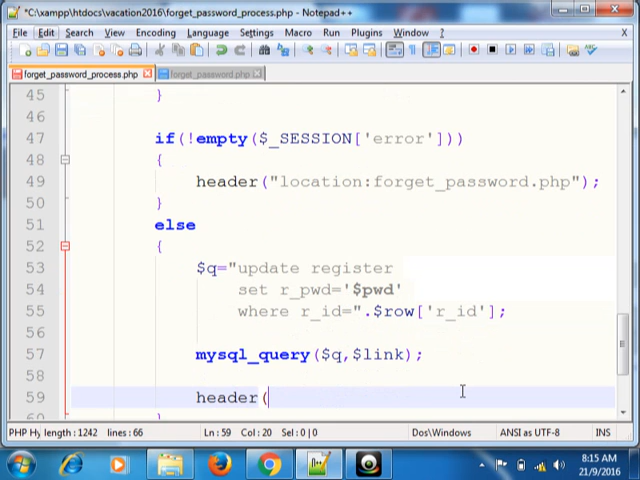 *C:\xampp\htdocs\vacation2016\forget_password_process.php - Notepad++
File Edit Search View Encoding Language Settings Macro Run Plugins Window ? X
forget_password_process.php forget_password.php
45 }
46
47 if(!empty($_SESSION['error']))
48 {
49 header("location:forget_password.php");
50 }
51 else
52 {
53 $q="update register
54 set r_pwd='$pwd'
55 where r_id=".$row['r_id'];
56
57 mysql_query($q,$link);
58
59 header(
60 }
PHP Hy length : 1242 lines : 66 Ln : 59 Col : 20 Sel : 0 | 0 Dos\Windows ANSI as UTF-8 INS
8:15 AM
21/9/2016